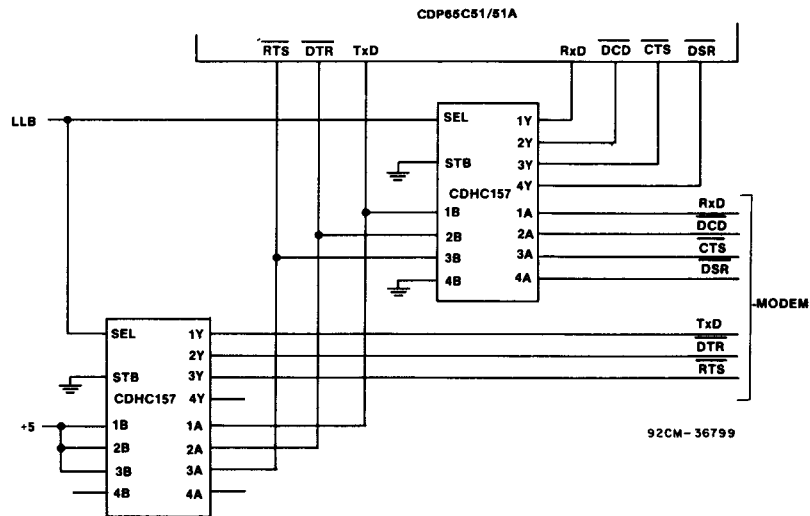 CDP65C51/51A
RTS DTR TxD RxD DCD CTS DSR
LLB
SEL 1Y
2Y
STB 3Y
4Y
CDHC157
1B 1A RxD
2B 2A DCD
3B 3A CTS
4B 4A DSR
MODEM
SEL 1Y TxD
2Y DTR
STB 3Y RTS
CDHC157 4Y
+5 1B 1A
2B 2A
3B 3A
4B 4A
92CM-36799